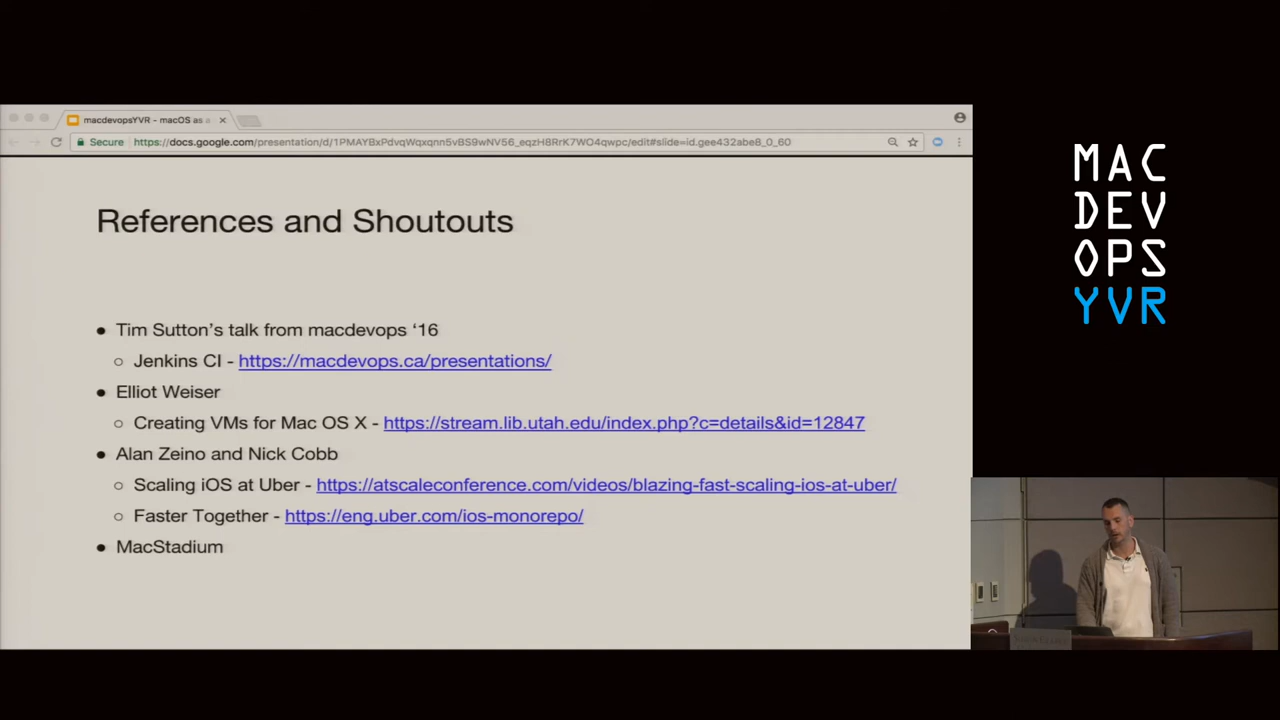 macdevopsYVR - macOS as a
Secure https://docs.google.com/presentation/d/1PMAYBxPdvqWqxqnn5vBS9wNV56_eqzH8RrK7WO4qwpc/edit#slide=id.gee432abe8_0_60
References and Shoutouts
● Tim Sutton’s talk from macdevops ‘16
○ Jenkins CI - https://macdevops.ca/presentations/
● Elliot Weiser
○ Creating VMs for Mac OS X - https://stream.lib.utah.edu/index.php?c=details&id=12847
● Alan Zeino and Nick Cobb
○ Scaling iOS at Uber - https://atscaleconference.com/videos/blazing-fast-scaling-ios-at-uber/
○ Faster Together - https://eng.uber.com/ios-monorepo/
● MacStadium
MAC
DEV
OPS
YVR